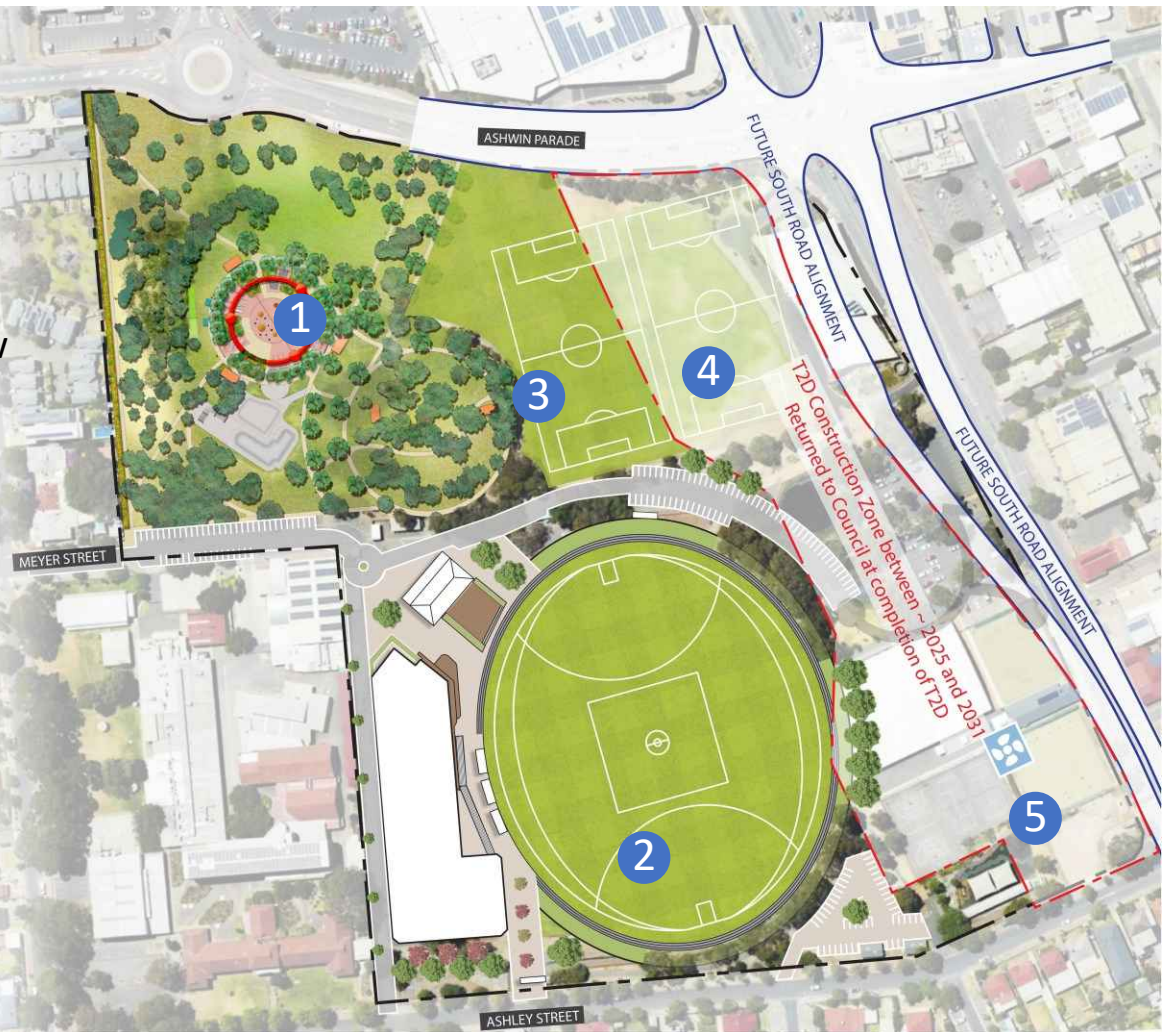 ASHWIN PARADE
FUTURE SOUTH ROAD ALIGNMENT
1
3
4
T2D Construction Zone between ~ 2025 and 2031
Returned to Council at completion of T2D
FUTURE SOUTH ROAD ALIGNMENT
MEYER STREET
5
2
ASHLEY STREET